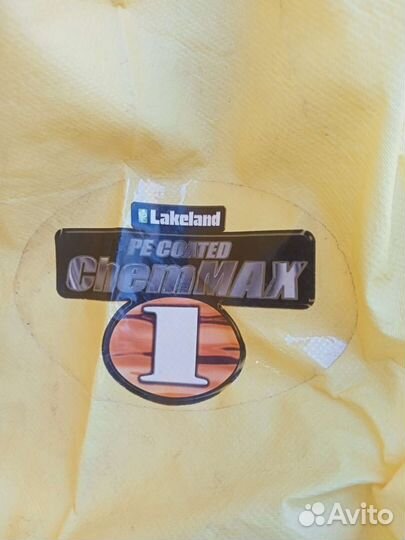 Lakeland
PE COATED
ChemMAX
1
Avito